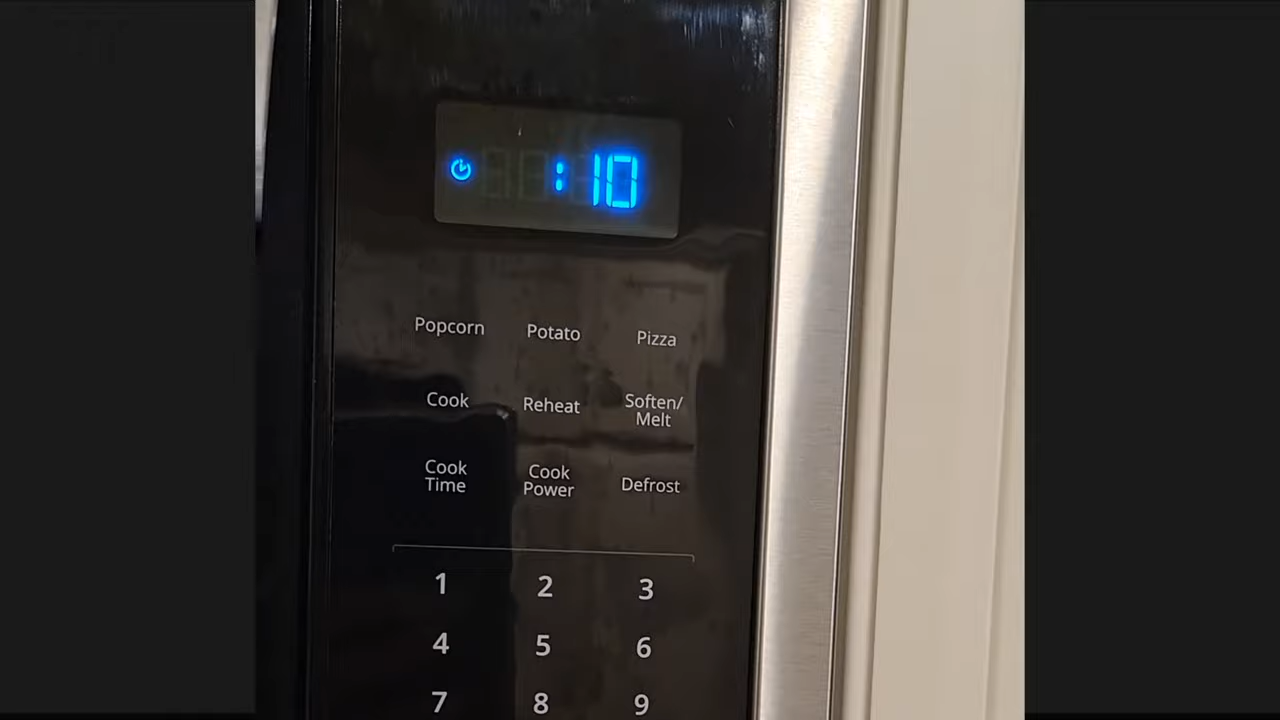 :10
Popcorn Potato Pizza
Cook Reheat Soften/
Melt
Cook
Time
Cook
Power
Defrost
1 2 3
4 5 6
7 8 9